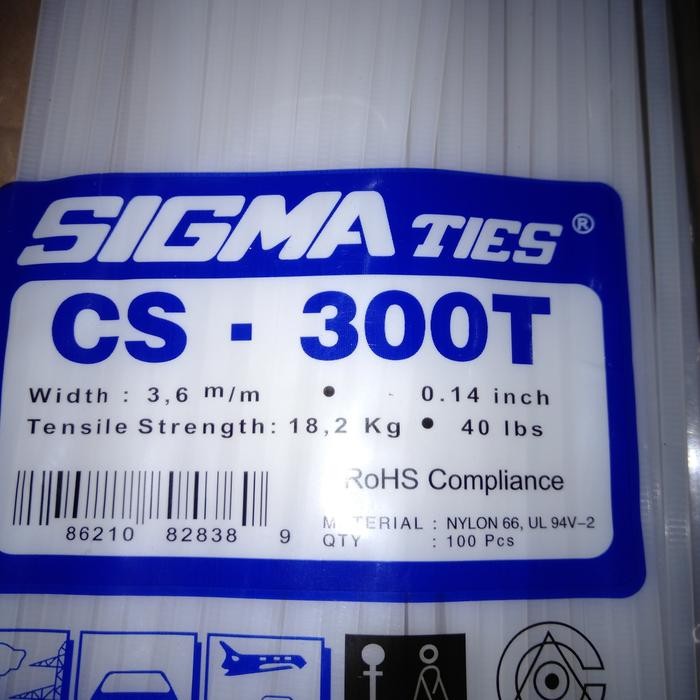 SIGMA TIES ®
CS - 300T
Width : 3,6 m/m • - 0.14 inch
Tensile Strength: 18,2 Kg • 40 lbs
RoHS Compliance
86210 82838 9
MATERIAL : NYLON 66, UL 94V-2
QTY : 100 Pcs